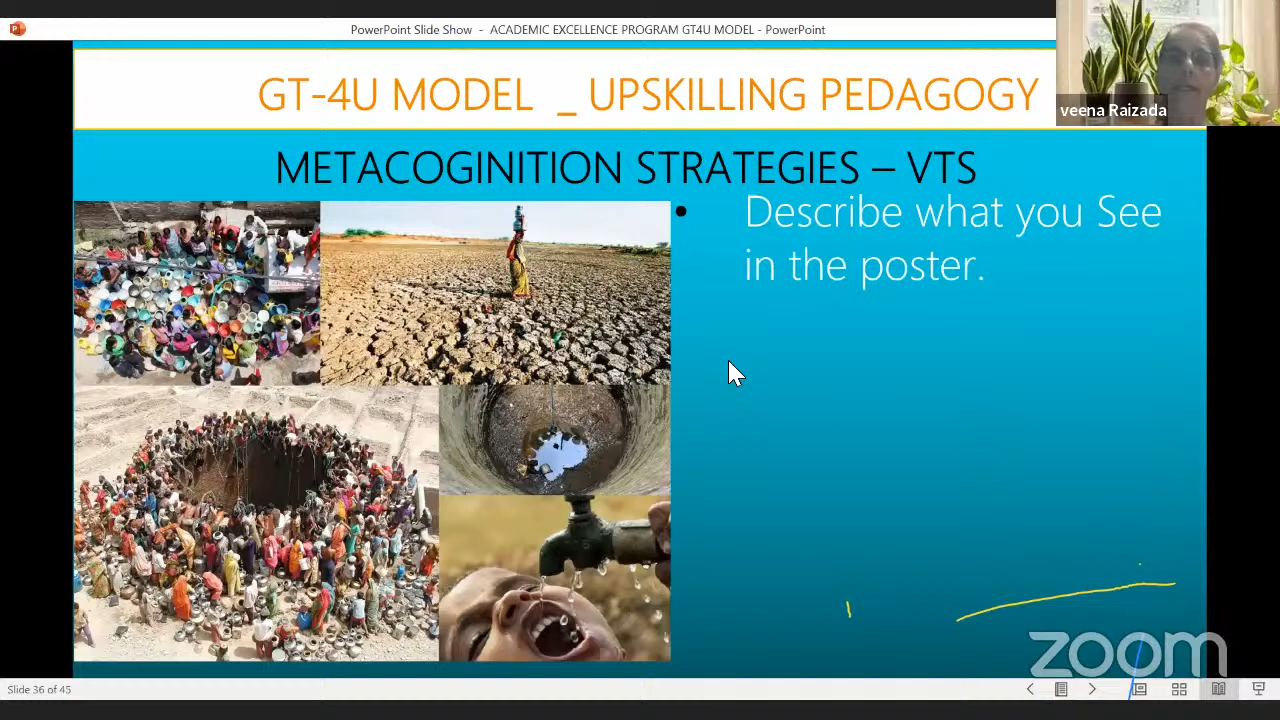 PowerPoint Slide Show - ACADEMIC EXCELLENCE PROGRAM GT4U MODEL - PowerPoint
veena Raizada
GT-4U MODEL _ UPSKILLING PEDAGOGY
METACOGINITION STRATEGIES – VTS
• Describe what you See
in the poster.
zoom
Slide 36 of 45